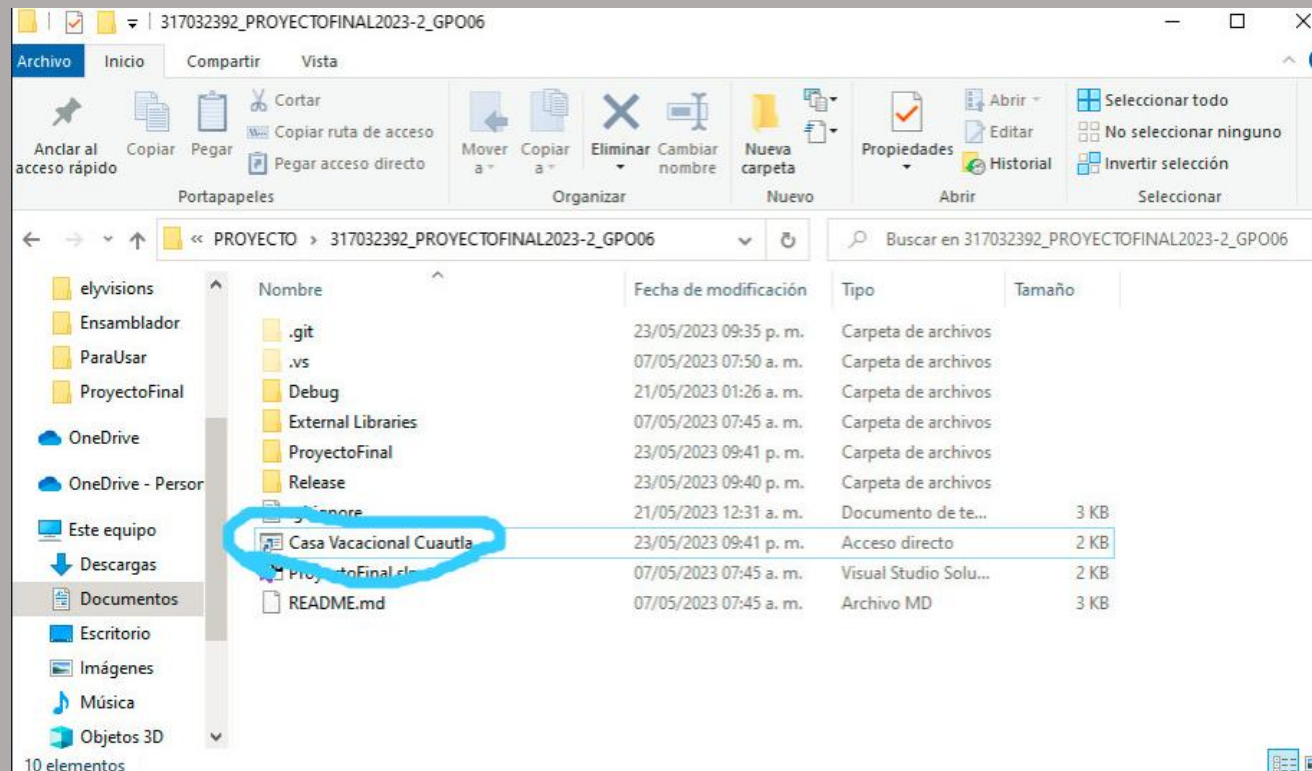 317032392_PROYECTOFINAL2023-2_GPO06
Archivo Inicio Compartir Vista
Anclar al acceso rápido
Copiar
Pegar
Cortar
Copiar ruta de acceso
Pegar acceso directo
Mover a
Copiar a
Eliminar
Cambiar nombre
Nueva carpeta
Propiedades
Abrir
Editar
Historial
Seleccionar todo
No seleccionar ninguno
Invertir selección
Portapapeles Organizar Nuevo Abrir Seleccionar
« PROYECTO > 317032392_PROYECTOFINAL2023-2_GPO06
Buscar en 317032392_PROYECTOFINAL2023-2_GPO06
elyvisions
Ensamblador
ParaUsar
ProyectoFinal
OneDrive
OneDrive - Person
Este equipo
Descargas
Documentos
Escritorio
Imágenes
Música
Objetos 3D
Nombre Fecha de modificación Tipo Tamaño
.git 23/05/2023 09:35 p. m. Carpeta de archivos
.vs 07/05/2023 07:50 a. m. Carpeta de archivos
Debug 21/05/2023 01:26 a. m. Carpeta de archivos
External Libraries 07/05/2023 07:45 a. m. Carpeta de archivos
ProyectoFinal 23/05/2023 09:41 p. m. Carpeta de archivos
Release 23/05/2023 09:40 p. m. Carpeta de archivos
21/05/2023 12:31 a. m. Documento de te... 3 KB
Casa Vacacional Cuautla 23/05/2023 09:41 p. m. Acceso directo 2 KB
ProyectoFinal.sln 07/05/2023 07:45 a. m. Visual Studio Solu... 2 KB
README.md 07/05/2023 07:45 a. m. Archivo MD 3 KB
10 elementos